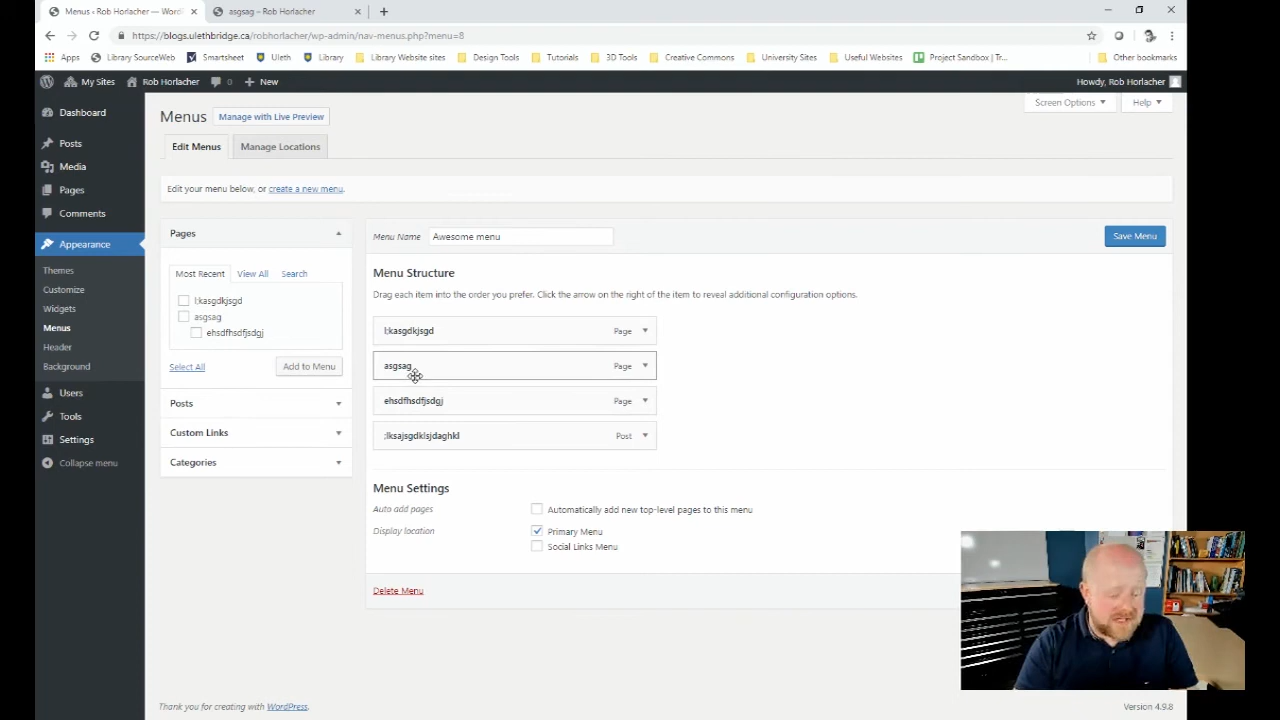 Menus ‹ Rob Horlacher — WordP
asgsag – Rob Horlacher
https://blogs.ulethbridge.ca/robhorlacher/wp-admin/nav-menus.php?menu=8
Apps Library SourceWeb Smartsheet Uleth Library Library Website sites Design Tools Tutorials 3D Tools Creative Commons University Sites Useful Websites Project Sandbox | Tr... Other bookmarks
My Sites Rob Horlacher 0 New Howdy, Rob Horlacher
Screen Options Help
Dashboard
Posts
Media
Pages
Comments
Appearance
Themes
Customize
Widgets
Menus
Header
Background
Users
Tools
Settings
Collapse menu
Menus Manage with Live Preview
Edit Menus Manage Locations
Edit your menu below, or create a new menu.
Pages
Most Recent View All Search
l;kasgdkjsgd
asgsag
ehsdfhsdfjsdgj
Select All Add to Menu
Posts
Custom Links
Categories
Menu Name Awesome menu Save Menu
Menu Structure
Drag each item into the order you prefer. Click the arrow on the right of the item to reveal additional configuration options.
l;kasgdkjsgd Page
asgsag Page
ehsdfhsdfjsdgj Page
;lksajsgdklsjdaghkl Post
Menu Settings
Auto add pages Automatically add new top-level pages to this menu
Display location Primary Menu
Social Links Menu
Delete Menu
Thank you for creating with WordPress. Version 4.9.8